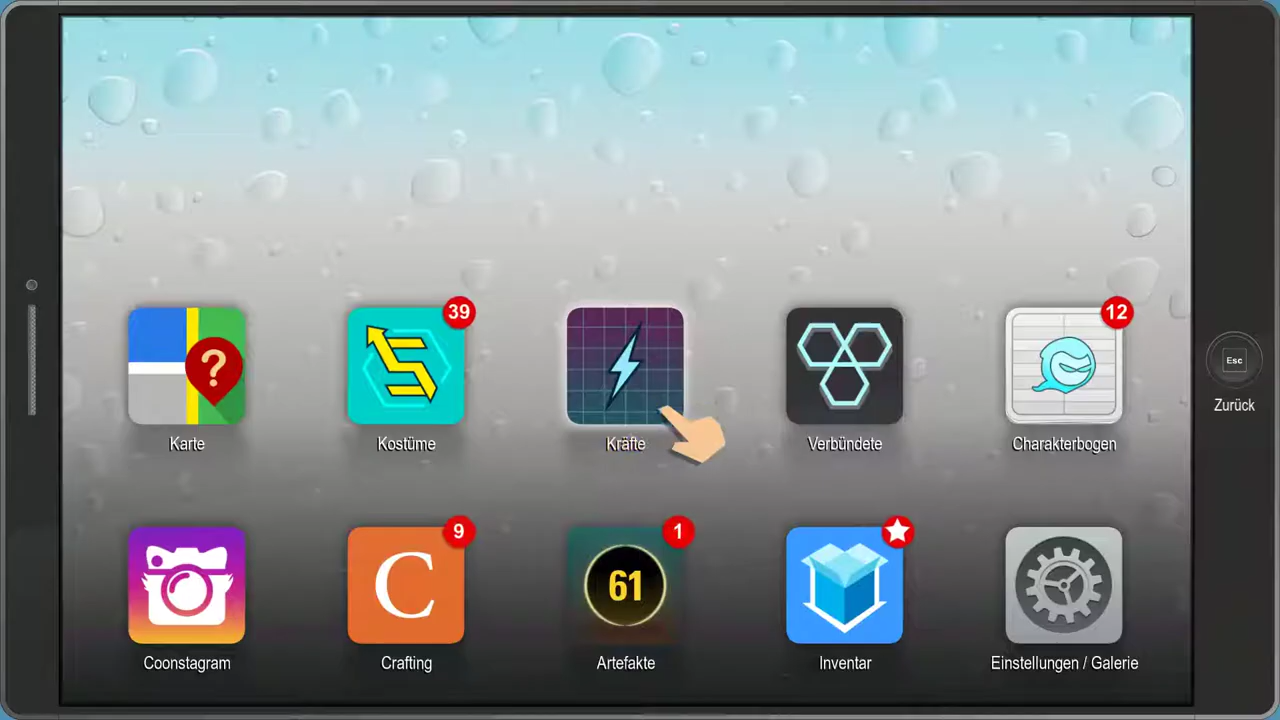 39
12
?
Esc
Zurück
Karte
Kostüme
Kräfte
Verbündete
Charakterbogen
9
1
C
61
Coonstagram
Crafting
Artefakte
Inventar
Einstellungen / Galerie